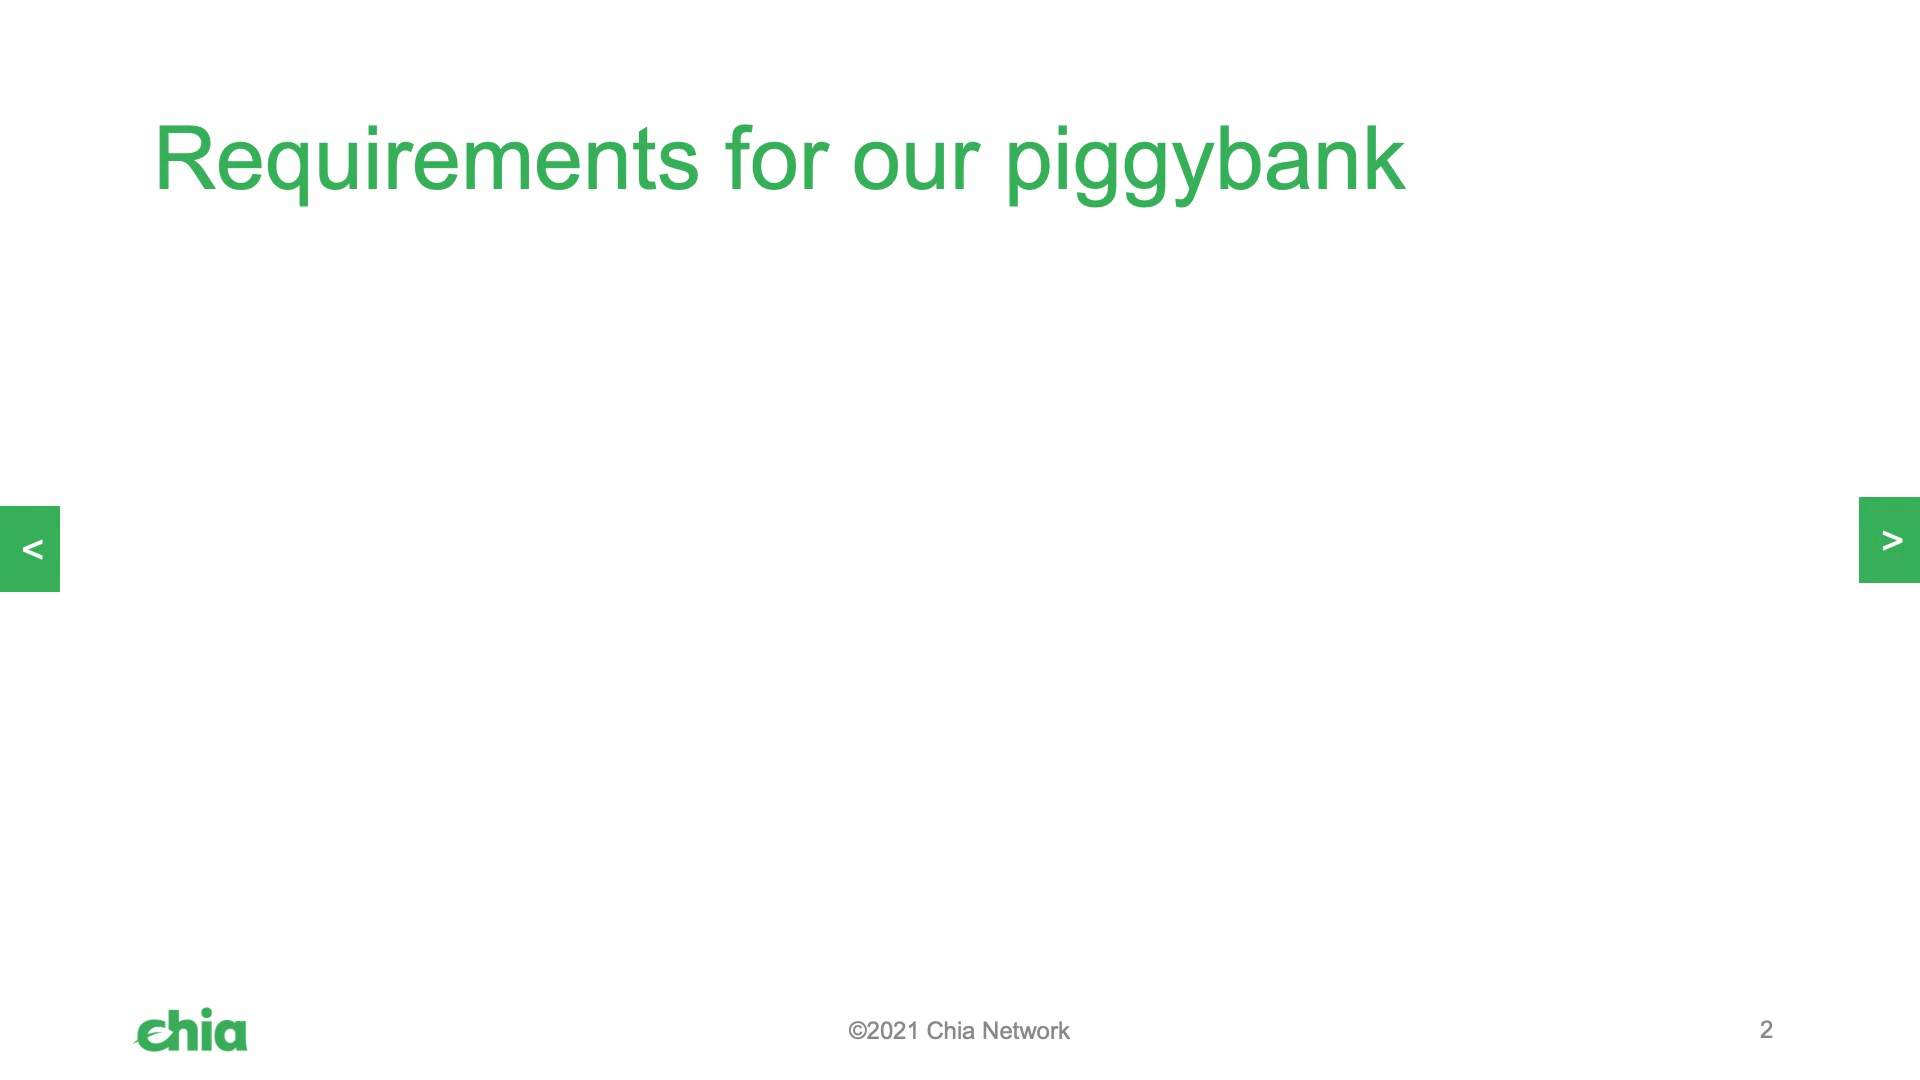 Requirements for our piggybank
<
>
chia
©2021 Chia Network
2